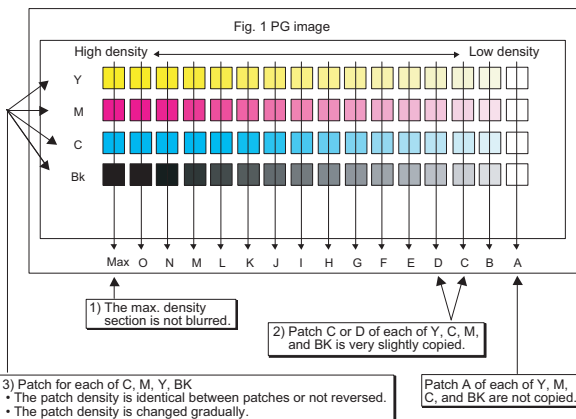 Fig. 1 PG image
High density Low density
Y
M
C
Bk
Max O N M L K J I H G F E D C B A
1) The max. density
section is not blurred.
2) Patch C or D of each of Y, C, M,
and BK is very slightly copied.
3) Patch for each of C, M, Y, BK
• The patch density is identical between patches or not reversed.
• The patch density is changed gradually.
Patch A of each of Y, M,
C, and BK are not copied.